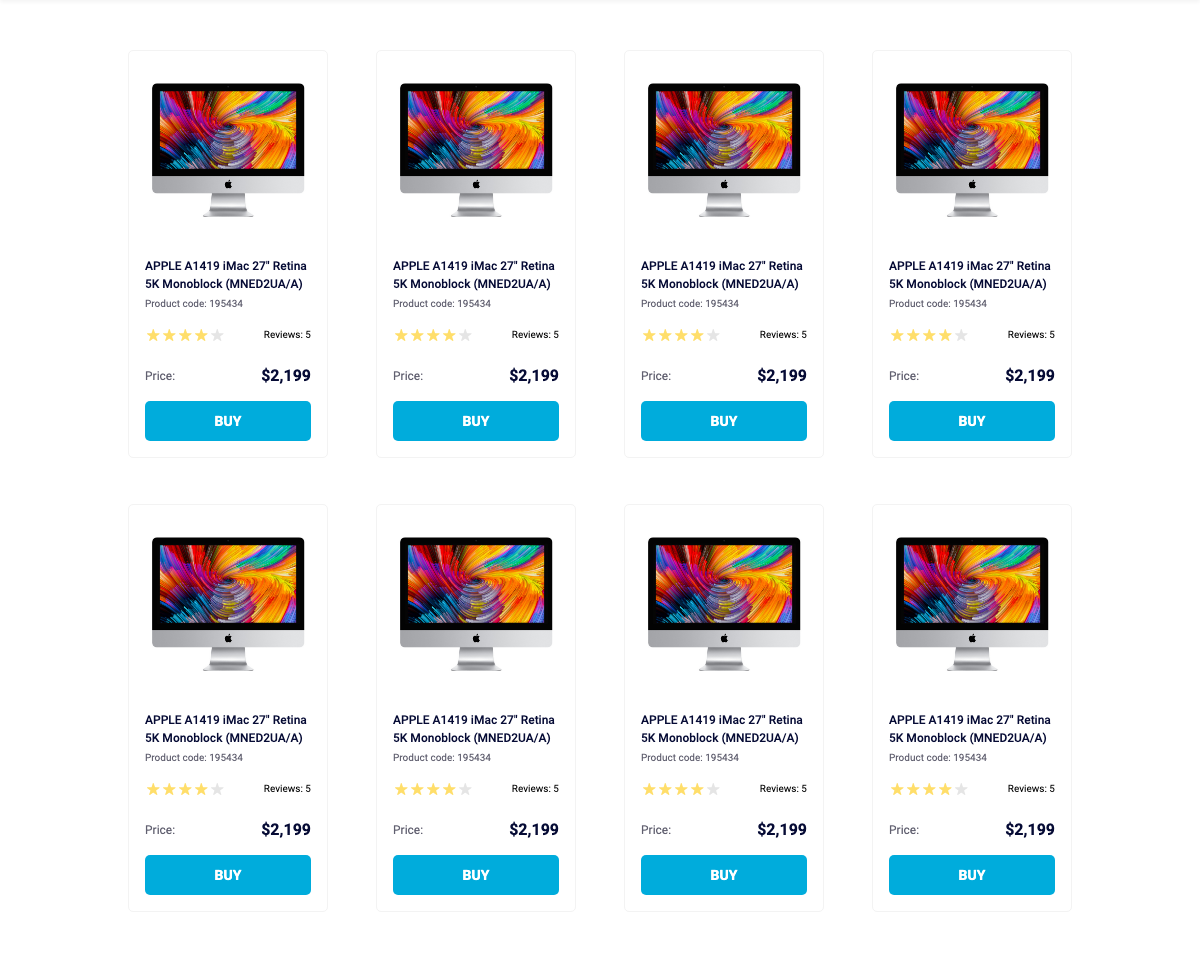 APPLE A1419 iMac 27" Retina
5K Monoblock (MNED2UA/A)
Product code: 195434
Reviews: 5
Price: $2,199
BUY
APPLE A1419 iMac 27" Retina
5K Monoblock (MNED2UA/A)
Product code: 195434
Reviews: 5
Price: $2,199
BUY
APPLE A1419 iMac 27" Retina
5K Monoblock (MNED2UA/A)
Product code: 195434
Reviews: 5
Price: $2,199
BUY
APPLE A1419 iMac 27" Retina
5K Monoblock (MNED2UA/A)
Product code: 195434
Reviews: 5
Price: $2,199
BUY
APPLE A1419 iMac 27" Retina
5K Monoblock (MNED2UA/A)
Product code: 195434
Reviews: 5
Price: $2,199
BUY
APPLE A1419 iMac 27" Retina
5K Monoblock (MNED2UA/A)
Product code: 195434
Reviews: 5
Price: $2,199
BUY
APPLE A1419 iMac 27" Retina
5K Monoblock (MNED2UA/A)
Product code: 195434
Reviews: 5
Price: $2,199
BUY
APPLE A1419 iMac 27" Retina
5K Monoblock (MNED2UA/A)
Product code: 195434
Reviews: 5
Price: $2,199
BUY